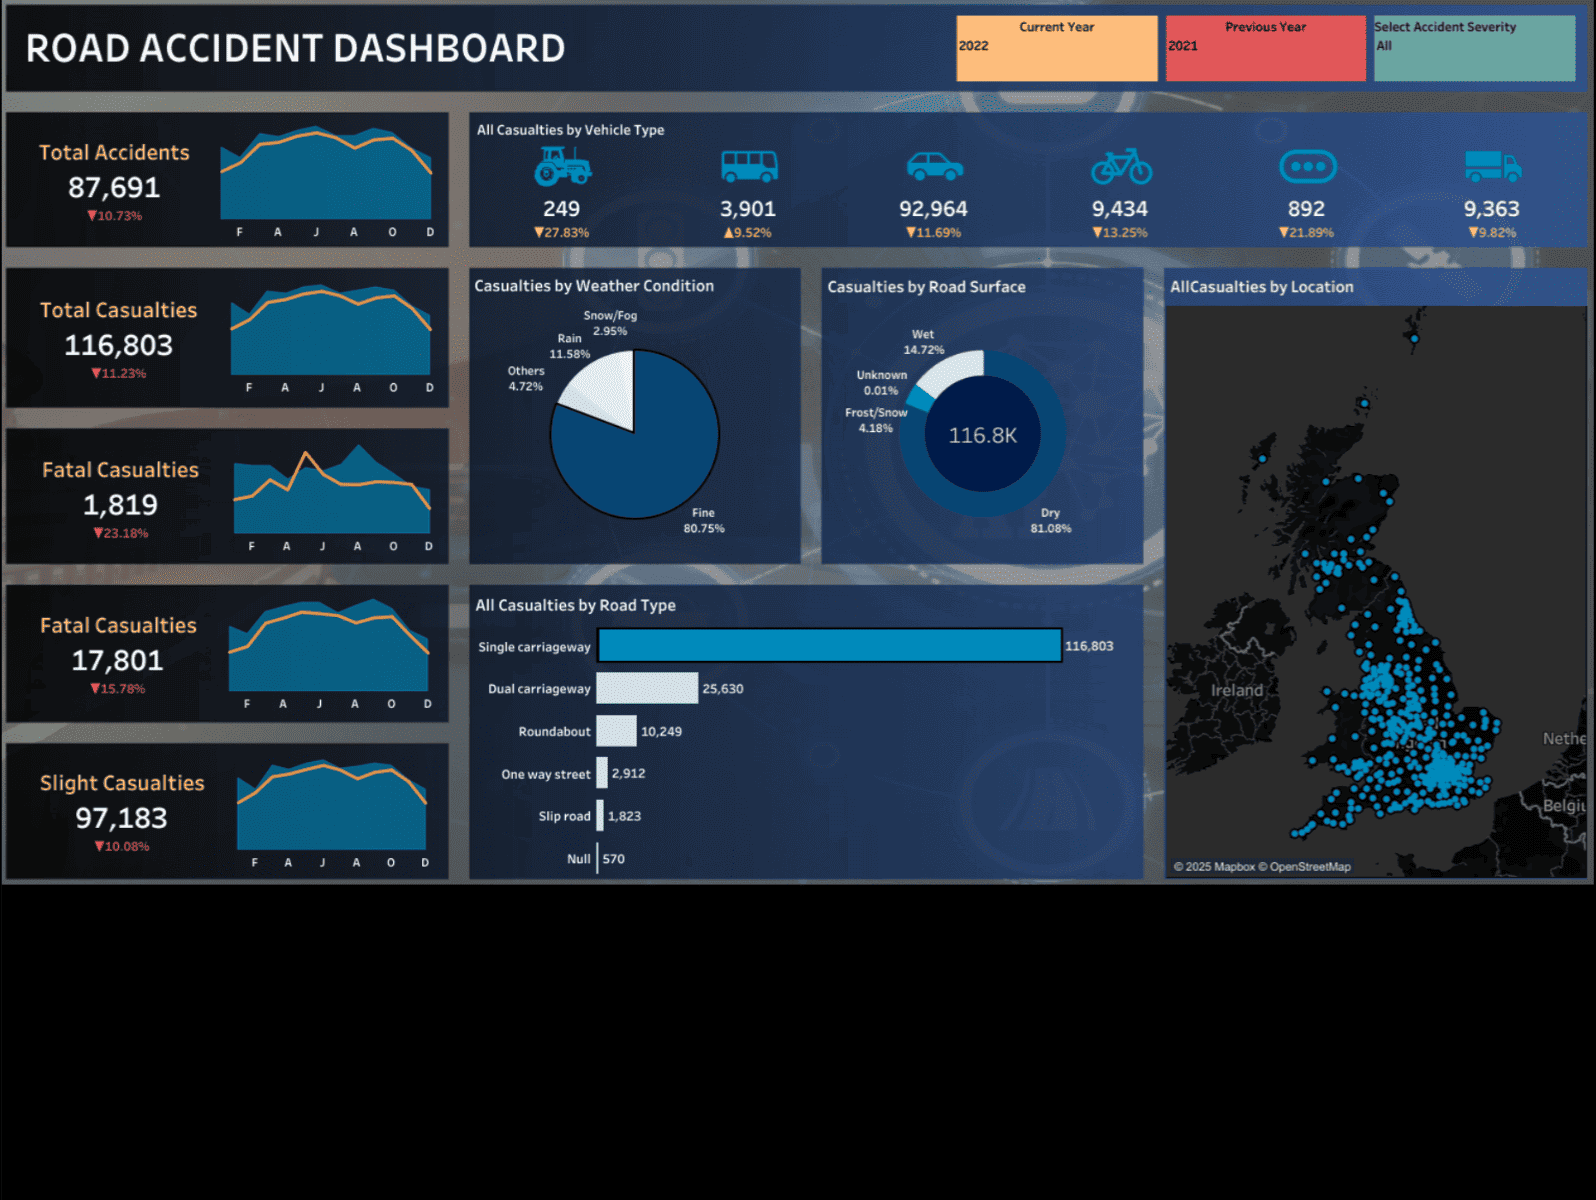 ROAD ACCIDENT DASHBOARD
Current Year
2022
Previous Year
2021
Select Accident Severity
All
Total Accidents
87,691
▼10.73%
F A J A O D
Total Casualties
116,803
▼11.23%
F A J A O D
Fatal Casualties
1,819
▼23.18%
F A J A O D
Fatal Casualties
17,801
▼15.78%
F A J A O D
Slight Casualties
97,183
▼10.08%
F A J A O D
All Casualties by Vehicle Type
249 3,901 92,964 9,434 892 9,363
▼27.83% ▲9.52% ▼11.69% ▼13.25% ▼21.89% ▼9.82%
Casualties by Weather Condition
Snow/Fog
2.95%
Rain
11.58%
Others
4.72%
Fine
80.75%
Casualties by Road Surface
Wet
14.72%
Unknown
0.01%
Frost/Snow
4.18%
116.8K
Dry
81.08%
All Casualties by Road Type
Single carriageway 116,803
Dual carriageway 25,630
Roundabout 10,249
One way street 2,912
Slip road 1,823
Null 570
AllCasualties by Location
Ireland
Nethe
Belgiu
© 2025 Mapbox © OpenStreetMap